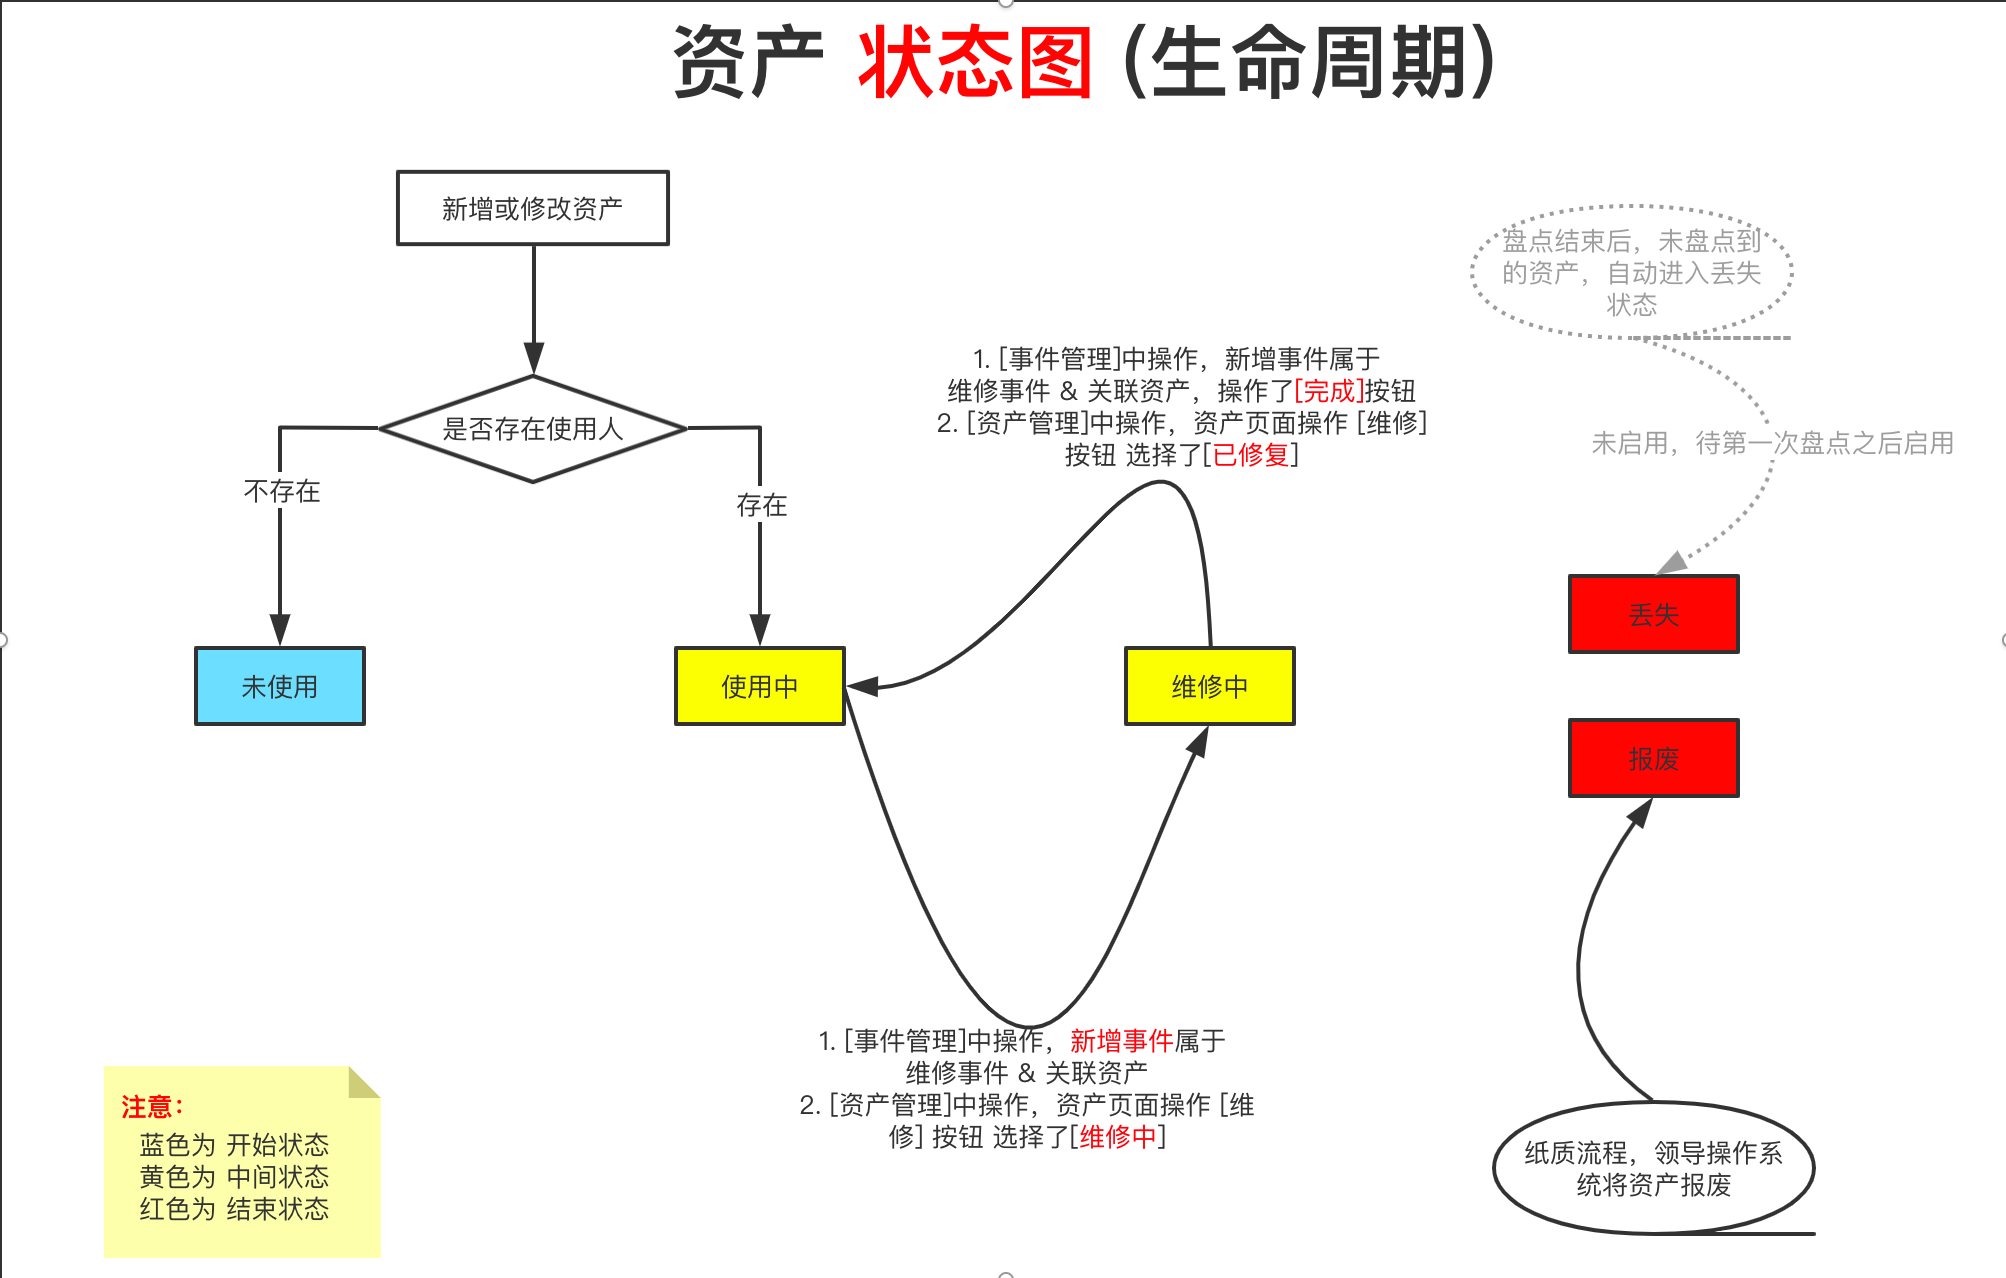 资产 状态图 (生命周期)
新增或修改资产
是否存在使用人
不存在
存在
未使用
使用中
维修中
1. [事件管理]中操作，新增事件属于
维修事件 & 关联资产，操作了[完成]按钮
2. [资产管理]中操作，资产页面操作 [维修]
按钮 选择了[已修复]
1. [事件管理]中操作，新增事件属于
维修事件 & 关联资产
2. [资产管理]中操作，资产页面操作 [维
修] 按钮 选择了[维修中]
盘点结束后，未盘点到
的资产，自动进入丢失
状态
未启用，待第一次盘点之后启用
丢失
报废
纸质流程，领导操作系
统将资产报废
注意：
蓝色为 开始状态
黄色为 中间状态
红色为 结束状态